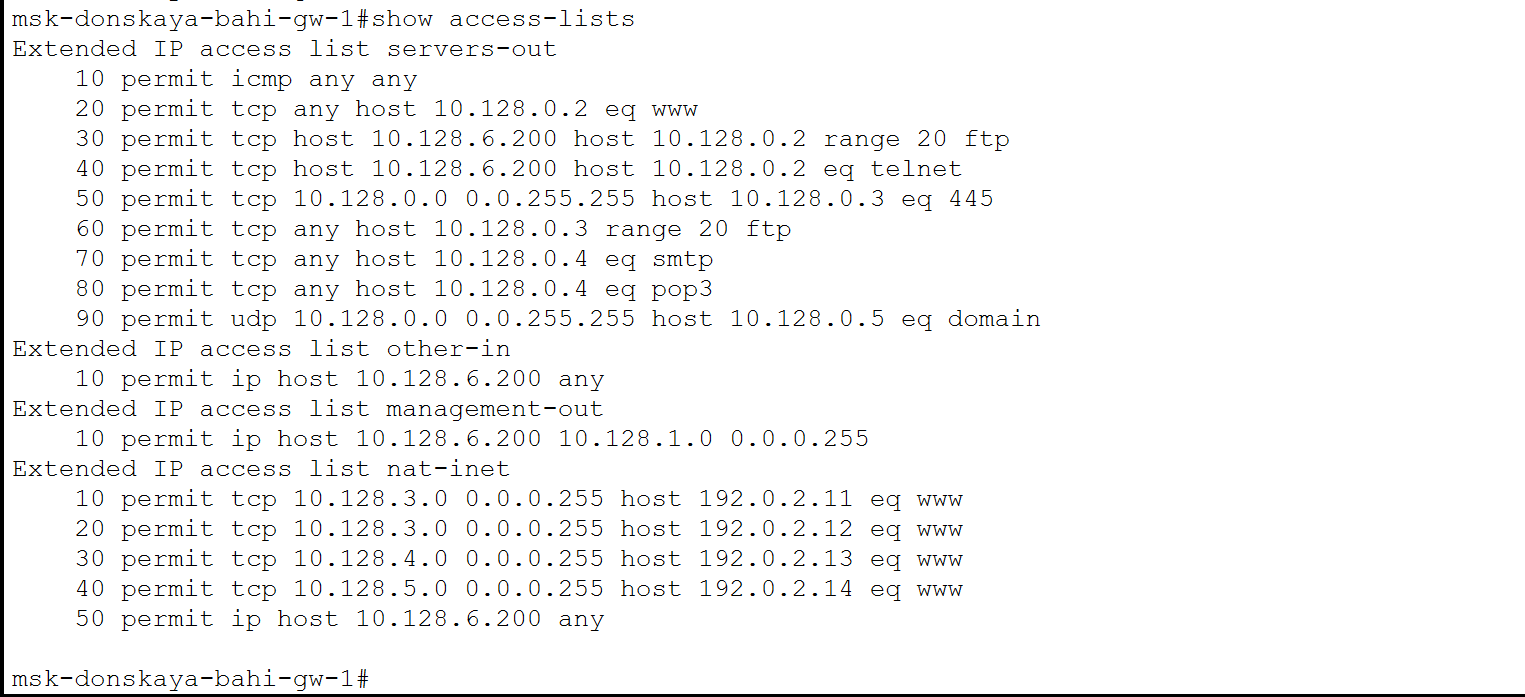 msk-donskaya-bahi-gw-1#show access-lists
Extended IP access list servers-out
    10 permit icmp any any
    20 permit tcp any host 10.128.0.2 eq www
    30 permit tcp host 10.128.6.200 host 10.128.0.2 range 20 ftp
    40 permit tcp host 10.128.6.200 host 10.128.0.2 eq telnet
    50 permit tcp 10.128.0.0 0.0.255.255 host 10.128.0.3 eq 445
    60 permit tcp any host 10.128.0.3 range 20 ftp
    70 permit tcp any host 10.128.0.4 eq smtp
    80 permit tcp any host 10.128.0.4 eq pop3
    90 permit udp 10.128.0.0 0.0.255.255 host 10.128.0.5 eq domain
Extended IP access list other-in
    10 permit ip host 10.128.6.200 any
Extended IP access list management-out
    10 permit ip host 10.128.6.200 10.128.1.0 0.0.0.255
Extended IP access list nat-inet
    10 permit tcp 10.128.3.0 0.0.0.255 host 192.0.2.11 eq www
    20 permit tcp 10.128.3.0 0.0.0.255 host 192.0.2.12 eq www
    30 permit tcp 10.128.4.0 0.0.0.255 host 192.0.2.13 eq www
    40 permit tcp 10.128.5.0 0.0.0.255 host 192.0.2.14 eq www
    50 permit ip host 10.128.6.200 any

msk-donskaya-bahi-gw-1#